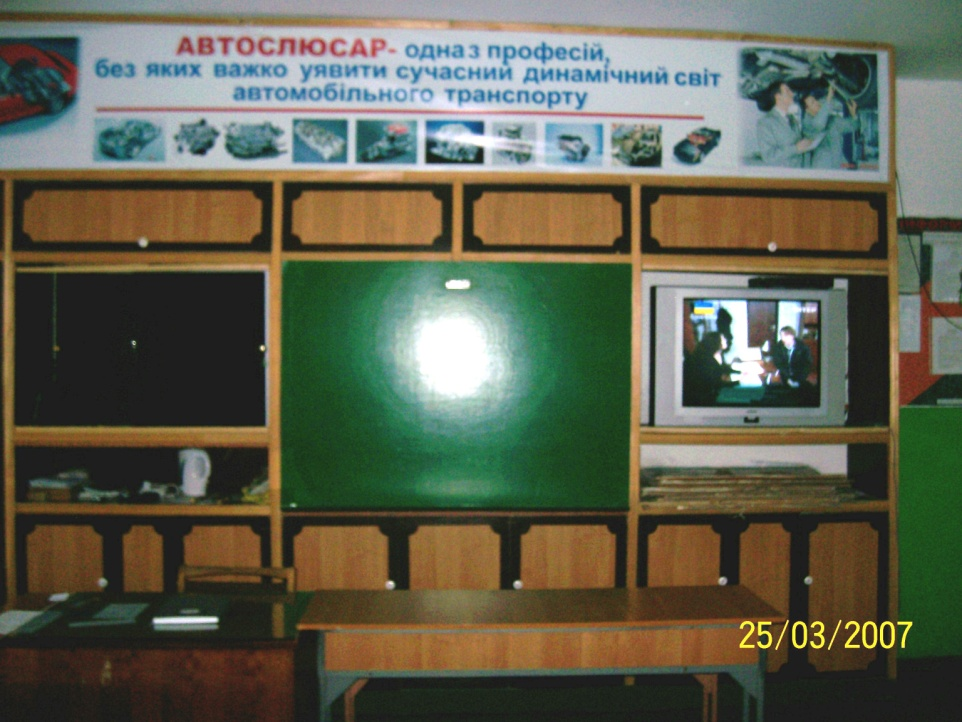 АВТОСЛЮСАР- одна з професій,
без яких важко уявити сучасний динамічний світ
автомобільного транспорту
25/03/2007